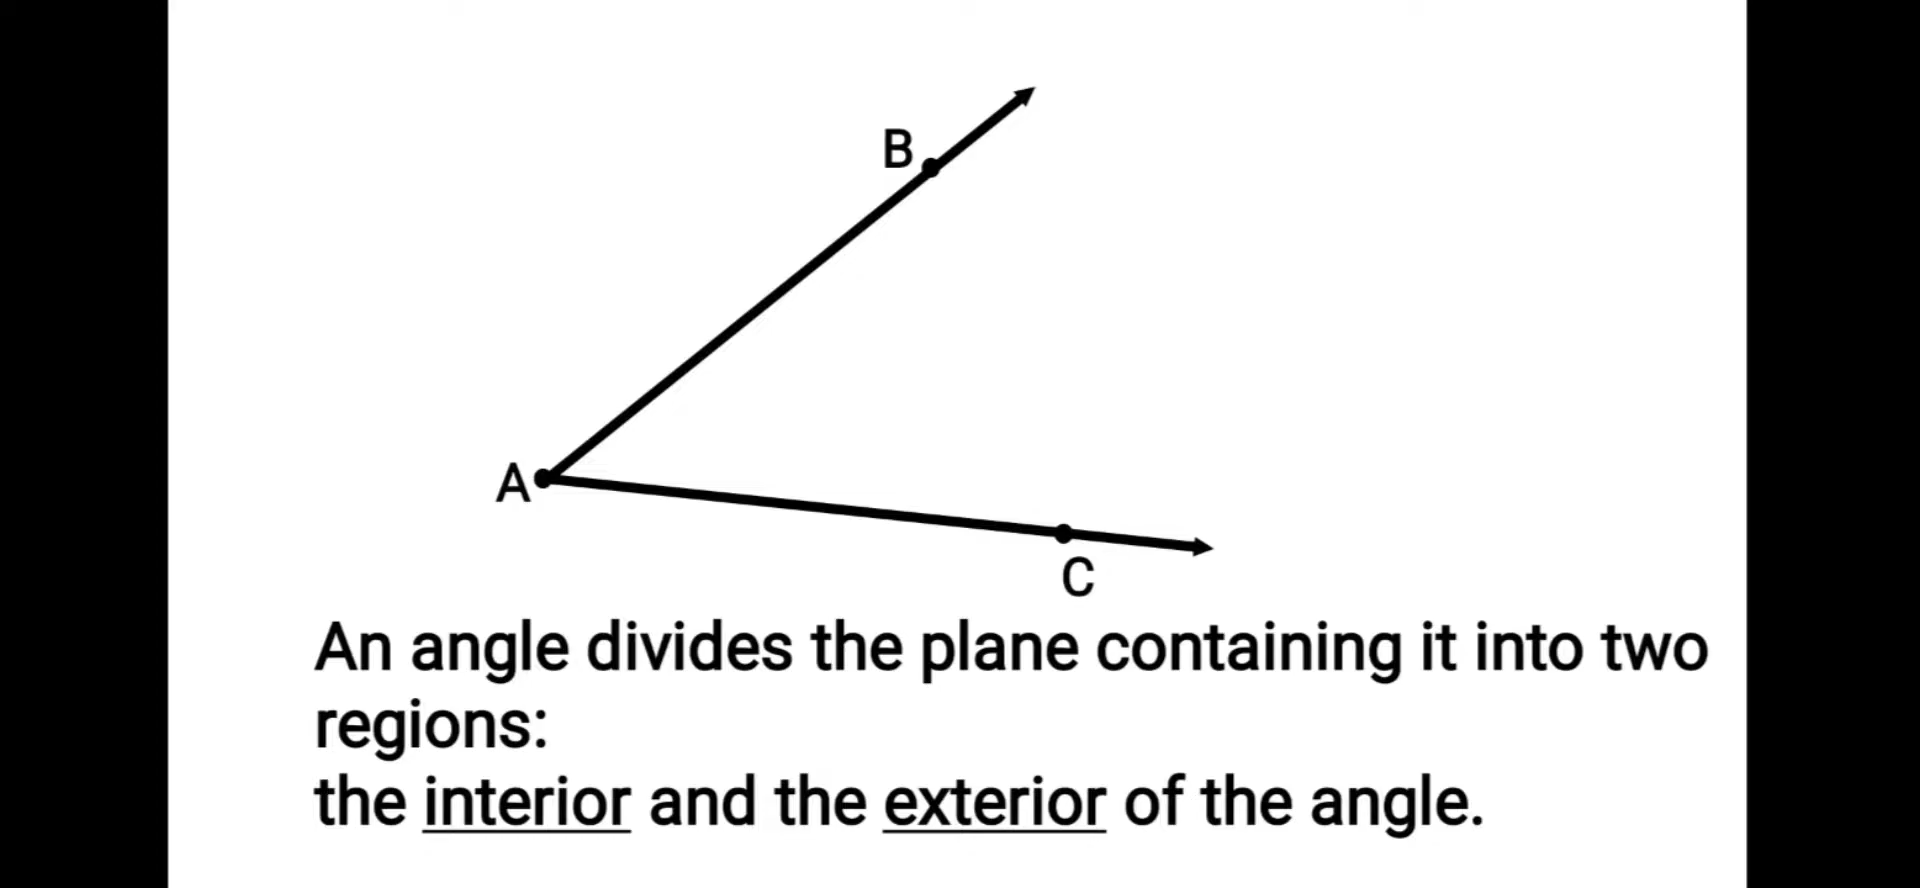 B
A
C
An angle divides the plane containing it into two
regions:
the interior and the exterior of the angle.